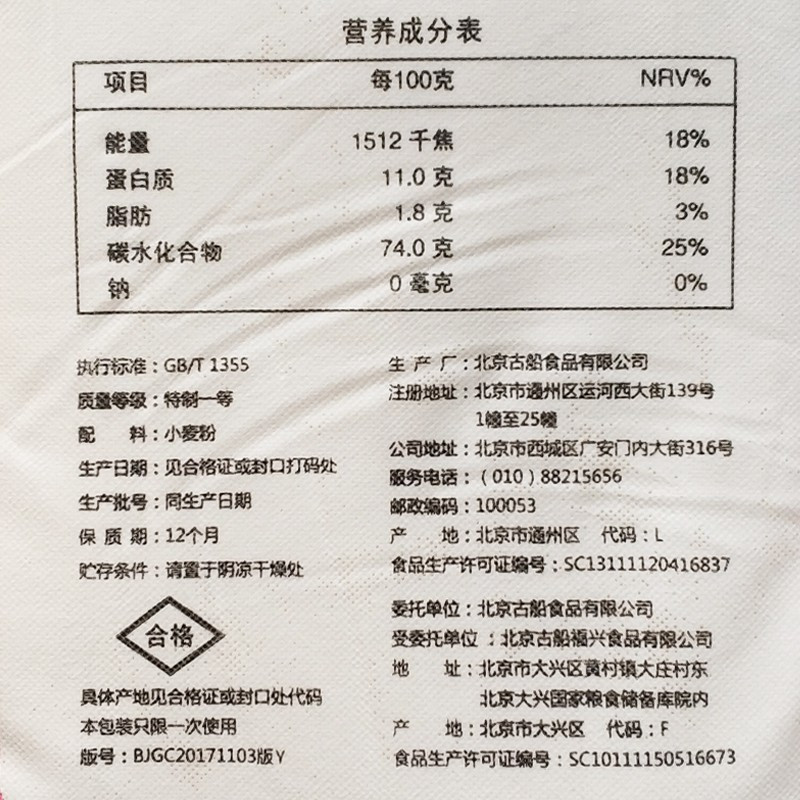 营养成分表
项目 每100克 NRV%
能量 1512 千焦 18%
蛋白质 11.0 克 18%
脂肪 1.8 克 3%
碳水化合物 74.0 克 25%
钠 0 毫克 0%
执行标准：GB/T 1355
质量等级：特制一等
配 料：小麦粉
生产日期：见合格证或封口打码处
生产批号：同生产日期
保 质 期：12个月
贮存条件：请置于阴凉干燥处
合格
具体产地见合格证或封口处代码
本包装只限一次使用
版号：BJGC20171103版Y
生 产 厂：北京古船食品有限公司
注册地址：北京市通州区运河西大街139号
1幢至25幢
公司地址：北京市西城区广安门内大街316号
服务电话：（010）88215656
邮政编码：100053
产 地：北京市通州区 代码：L
食品生产许可证编号：SC13111120416837
委托单位：北京古船食品有限公司
受委托单位：北京古船福兴食品有限公司
地 址：北京市大兴区黄村镇大庄村东
北京大兴国家粮食储备库院内
产 地：北京市大兴区 代码：F
食品生产许可证编号：SC10111150516673